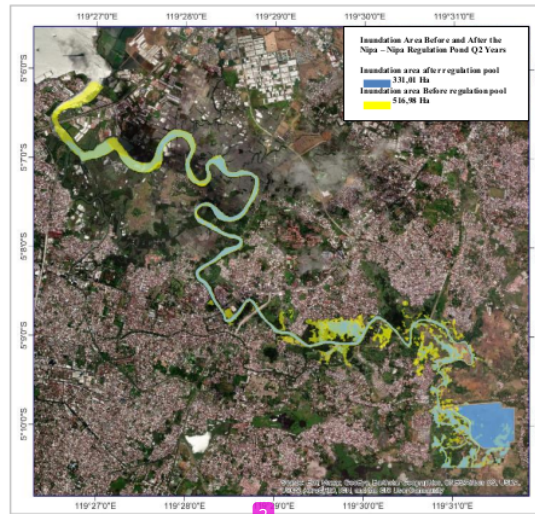 119°27'0"E 119°28'0"E 119°29'0"E 119°30'0"E 119°31'0"E
Inundation Area Before and After the
Nipa – Nipa Regulation Pond Q2 Years
Inundation area after regulation pool
331,01 Ha
Inundation area Before regulation pool
516,98 Ha
5°6'0"S
5°7'0"S
5°8'0"S
5°9'0"S
5°10'0"S
119°27'0"E 119°28'0"E 119°29'0"E 119°30'0"E 119°31'0"E